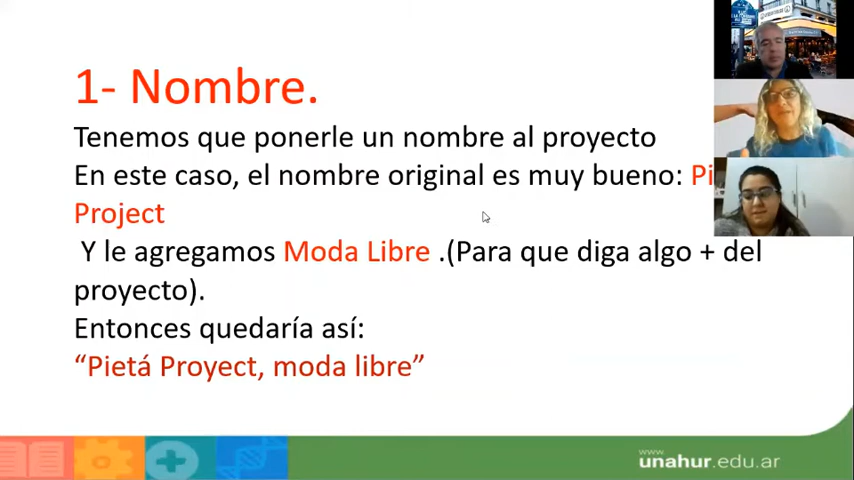 1- Nombre.
Tenemos que ponerle un nombre al proyecto
En este caso, el nombre original es muy bueno:
Project
Y le agregamos Moda Libre .(Para que diga algo + del
proyecto).
Entonces quedaría así:
“Pietá Proyect, moda libre”
www
unahur.edu.ar